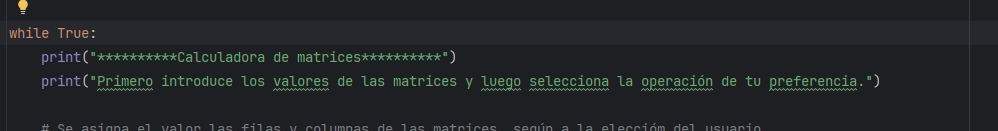 while True:
print("**********Calculadora de matrices**********")
print("Primero introduce los valores de las matrices y luego selecciona la operación de tu preferencia.")
# Se asigna el valor las filas y columnas de las matrices, según a la eleccióm del usuario